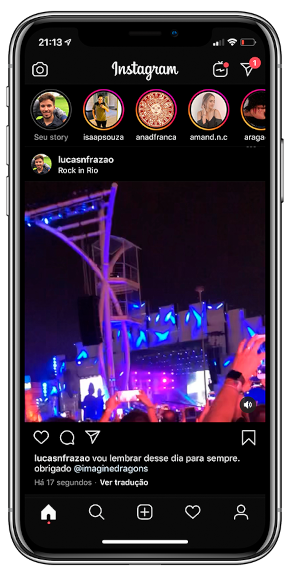 21:13
Instagram
1
Seu story isaapsouza anadfranca amand.n.c araga
lucasnfrazao
Rock in Rio
lucasnfrazao vou lembrar desse dia para sempre.
obrigado @imaginedragons
Há 17 segundos · Ver tradução